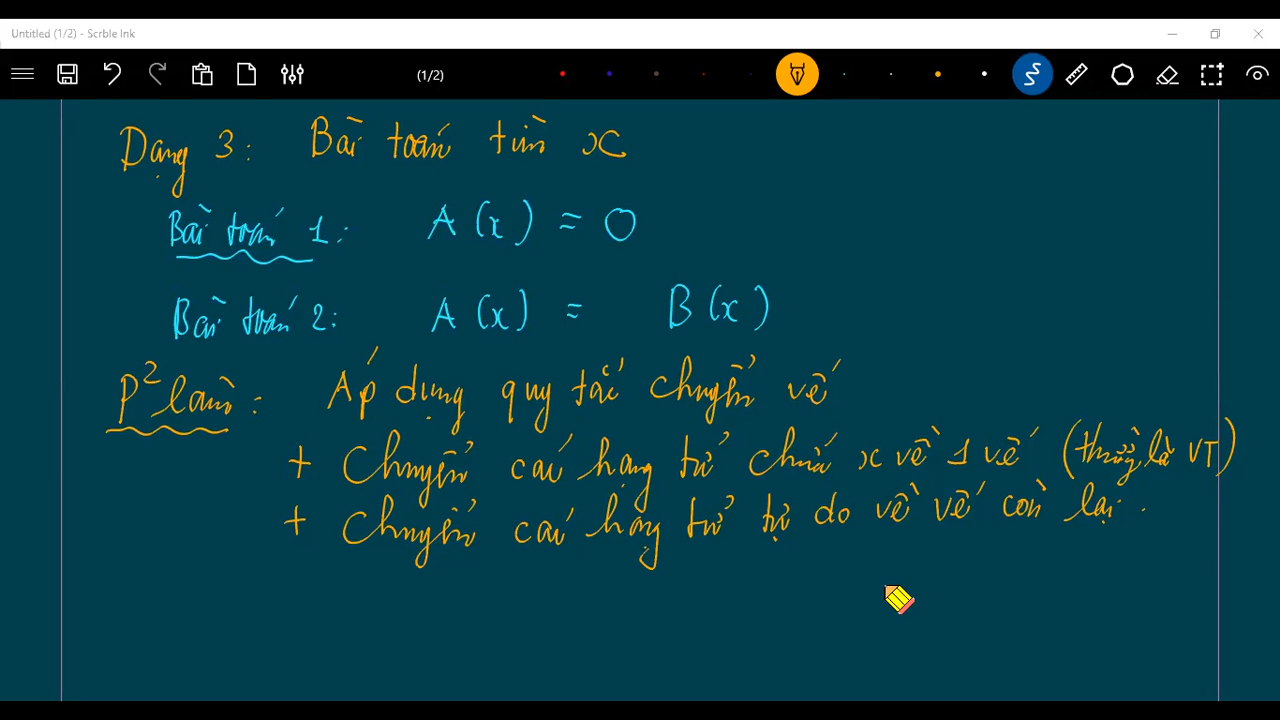 Untitled (1/2) - Scrble Ink
(1/2)
Dạng 3: Bài toán tìm x
Bài toán 1: A(x) = 0
Bài toán 2: A(x) = B(x)
P² làm: Áp dụng quy tắc chuyển vế
+ Chuyển các hạng tử chứa x về 1 vế (thường là VT)
+ Chuyển các hạng tử tự do về vế còn lại.